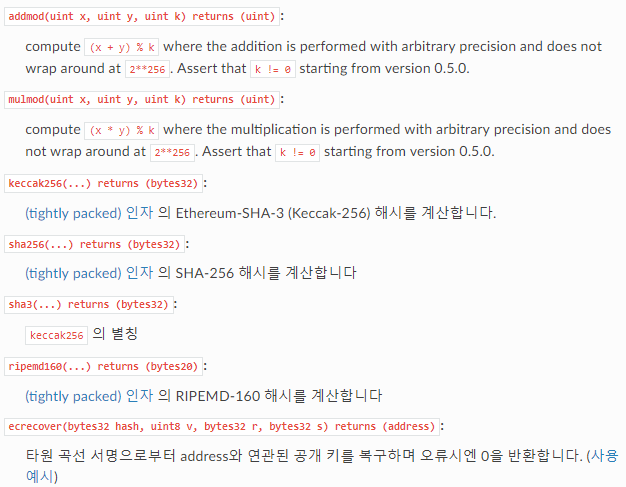 addmod(uint x, uint y, uint k) returns (uint):
compute (x + y) % k where the addition is performed with arbitrary precision and does not
wrap around at 2**256. Assert that k != 0 starting from version 0.5.0.
mulmod(uint x, uint y, uint k) returns (uint):
compute (x * y) % k where the multiplication is performed with arbitrary precision and does
not wrap around at 2**256. Assert that k != 0 starting from version 0.5.0.
keccak256(...) returns (bytes32):
(tightly packed) 인자 의 Ethereum-SHA-3 (Keccak-256) 해시를 계산합니다.
sha256(...) returns (bytes32):
(tightly packed) 인자 의 SHA-256 해시를 계산합니다
sha3(...) returns (bytes32):
keccak256 의 별칭
ripemd160(...) returns (bytes20):
(tightly packed) 인자 의 RIPEMD-160 해시를 계산합니다
ecrecover(bytes32 hash, uint8 v, bytes32 r, bytes32 s) returns (address):
타원 곡선 서명으로부터 address와 연관된 공개 키를 복구하며 오류시엔 0을 반환합니다. (사용
예시)